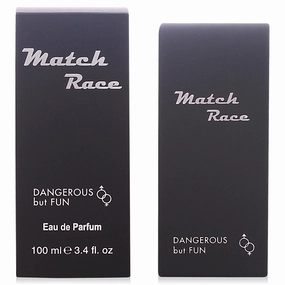 Match
Race
DANGEROUS
but FUN
Eau de Parfum
100 ml ℮ 3.4 fl. oz
Match
Race
DANGEROUS
but FUN